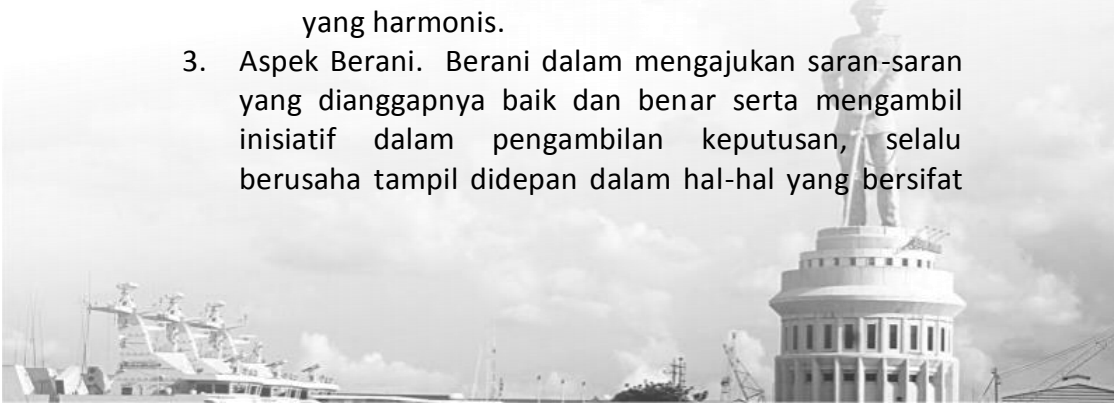 yang harmonis.
3. Aspek Berani. Berani dalam mengajukan saran-saran
yang dianggapnya baik dan benar serta mengambil
inisiatif dalam pengambilan keputusan, selalu
berusaha tampil didepan dalam hal-hal yang bersifat